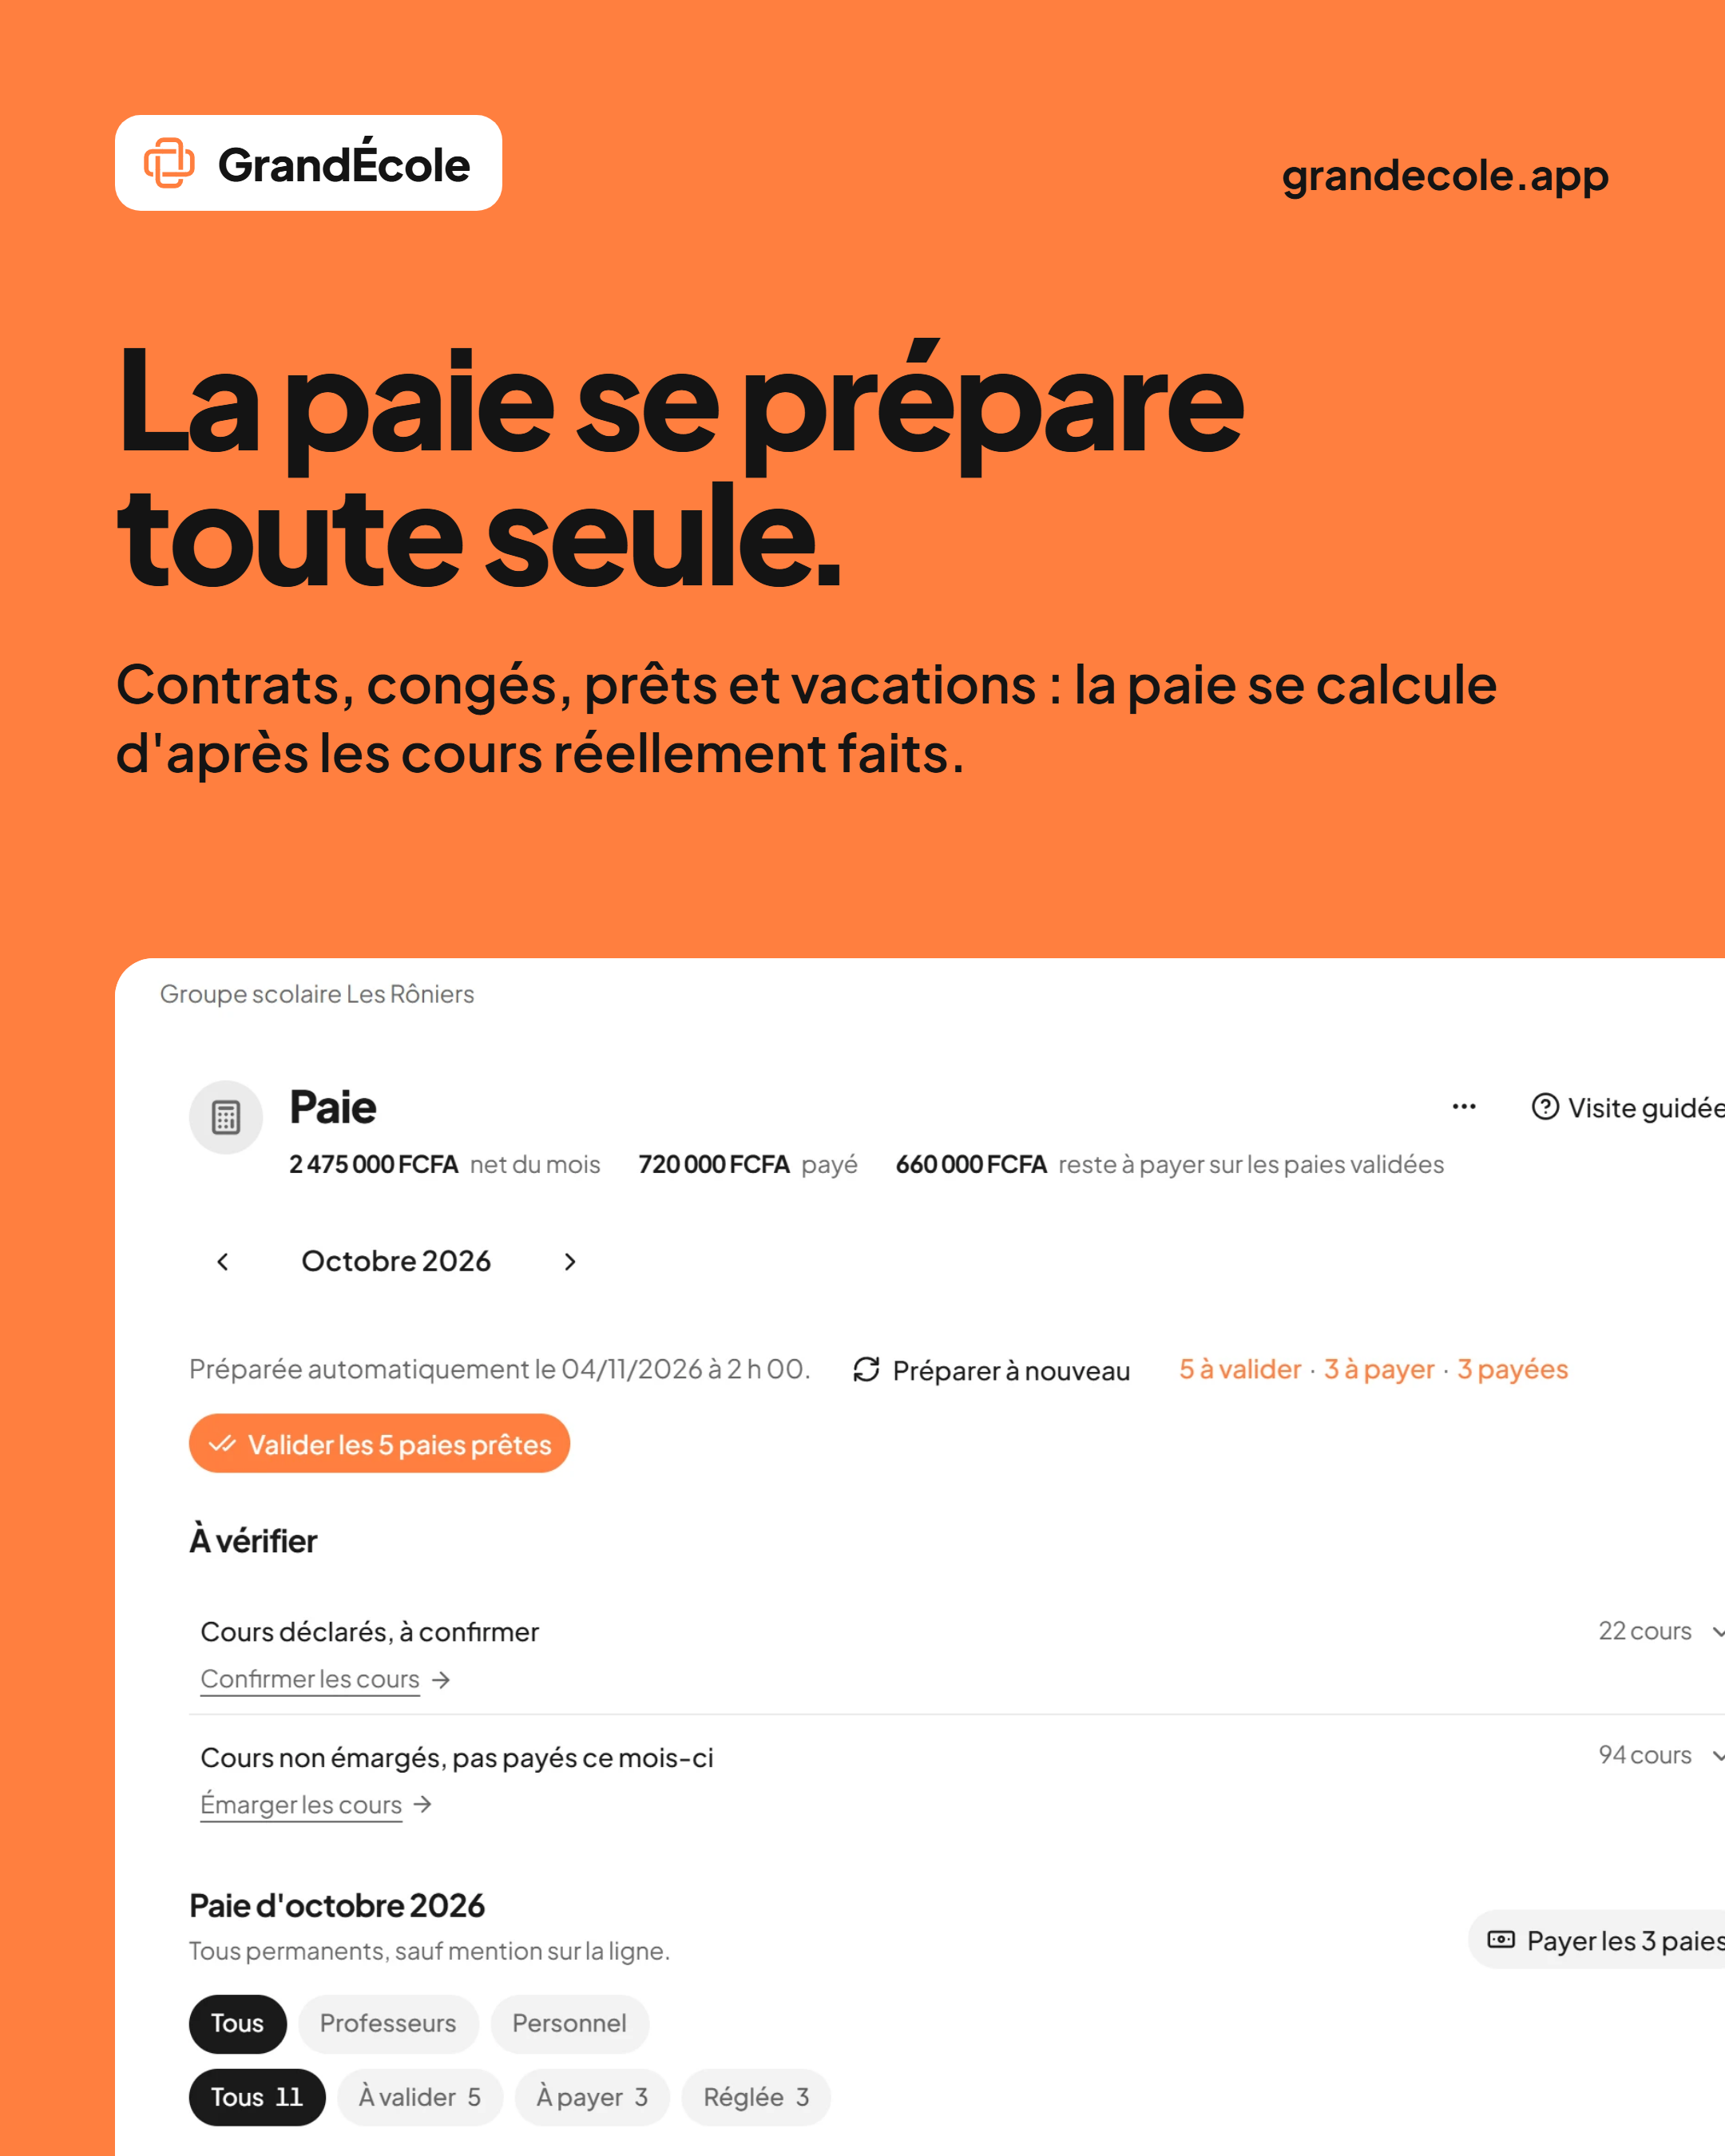 GrandÉcole
grandecole.app
La paie se prépare
toute seule.
Contrats, congés, prêts et vacations : la paie se calcule
d'après les cours réellement faits.
Groupe scolaire Les Rôniers
Paie
... Visite guidée
2 475 000 FCFA net du mois 720 000 FCFA payé 660 000 FCFA reste à payer sur les paies validées
Octobre 2026
Préparée automatiquement le 04/11/2026 à 2 h 00. Préparer à nouveau 5 à valider · 3 à payer · 3 payées
Valider les 5 paies prêtes
À vérifier
Cours déclarés, à confirmer 22 cours
Confirmer les cours →
Cours non émargés, pas payés ce mois-ci 94 cours
Émarger les cours →
Paie d'octobre 2026
Payer les 3 paies
Tous permanents, sauf mention sur la ligne.
Tous Professeurs Personnel
Tous 11 À valider 5 À payer 3 Réglée 3